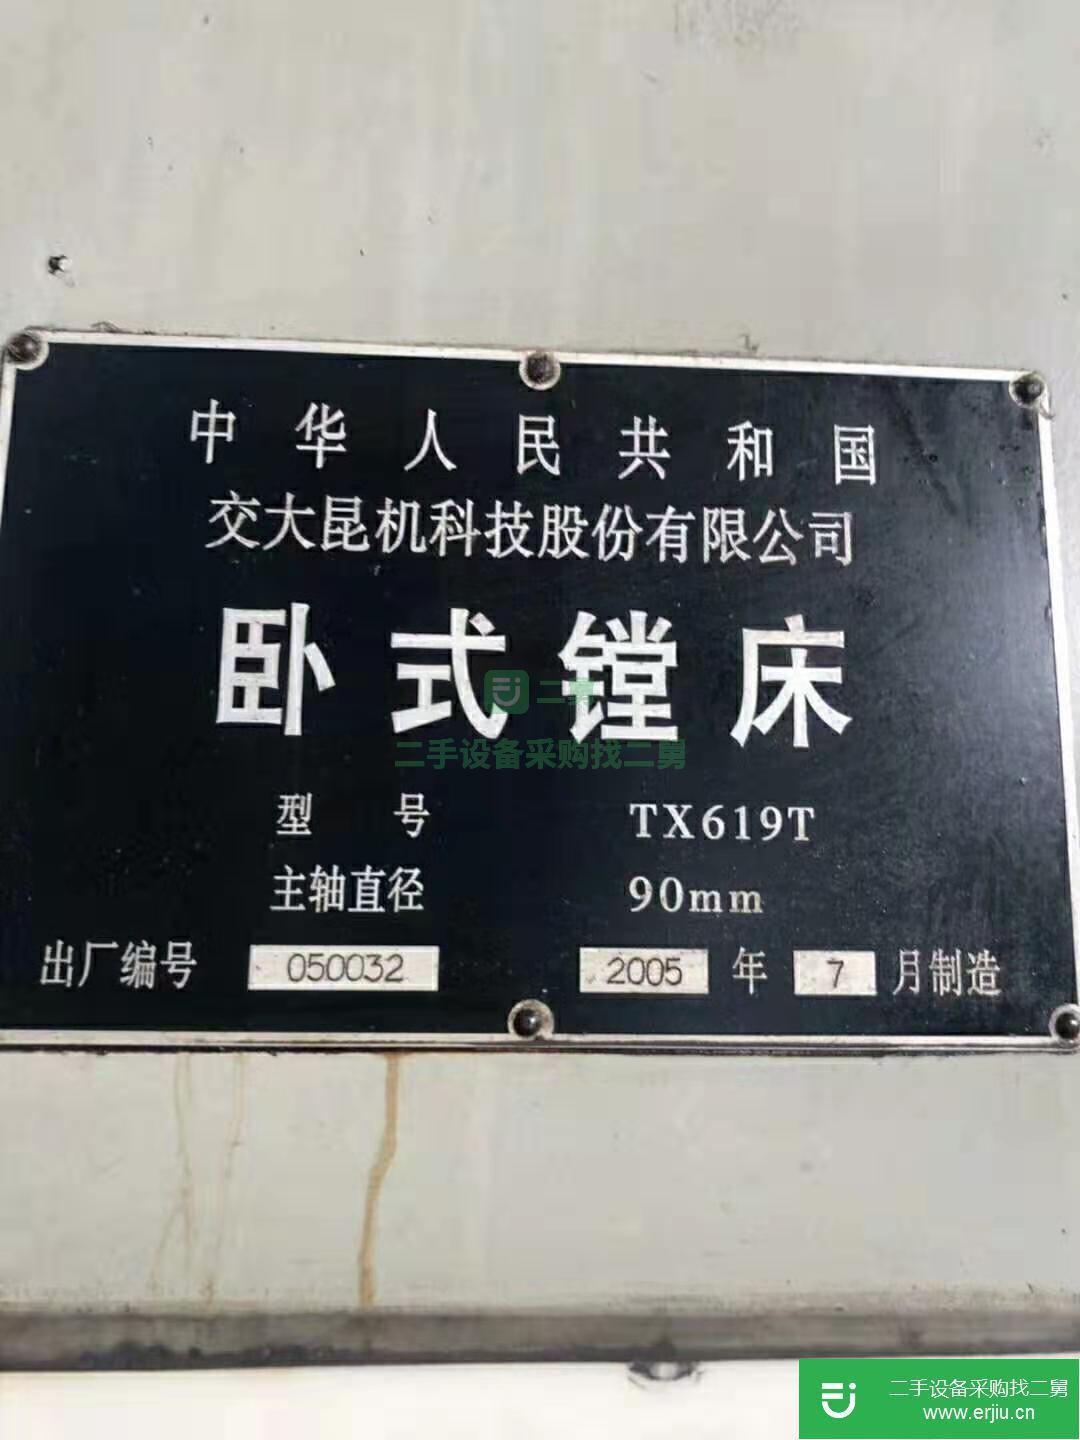 中华人民共和国
交大昆机科技股份有限公司
卧式镗床
二舅
二手设备采购找二舅
型号 TX619T
主轴直径 90mm
出厂编号 050032 2005 年 7 月制造
二手设备采购找二舅
www.erjiu.cn